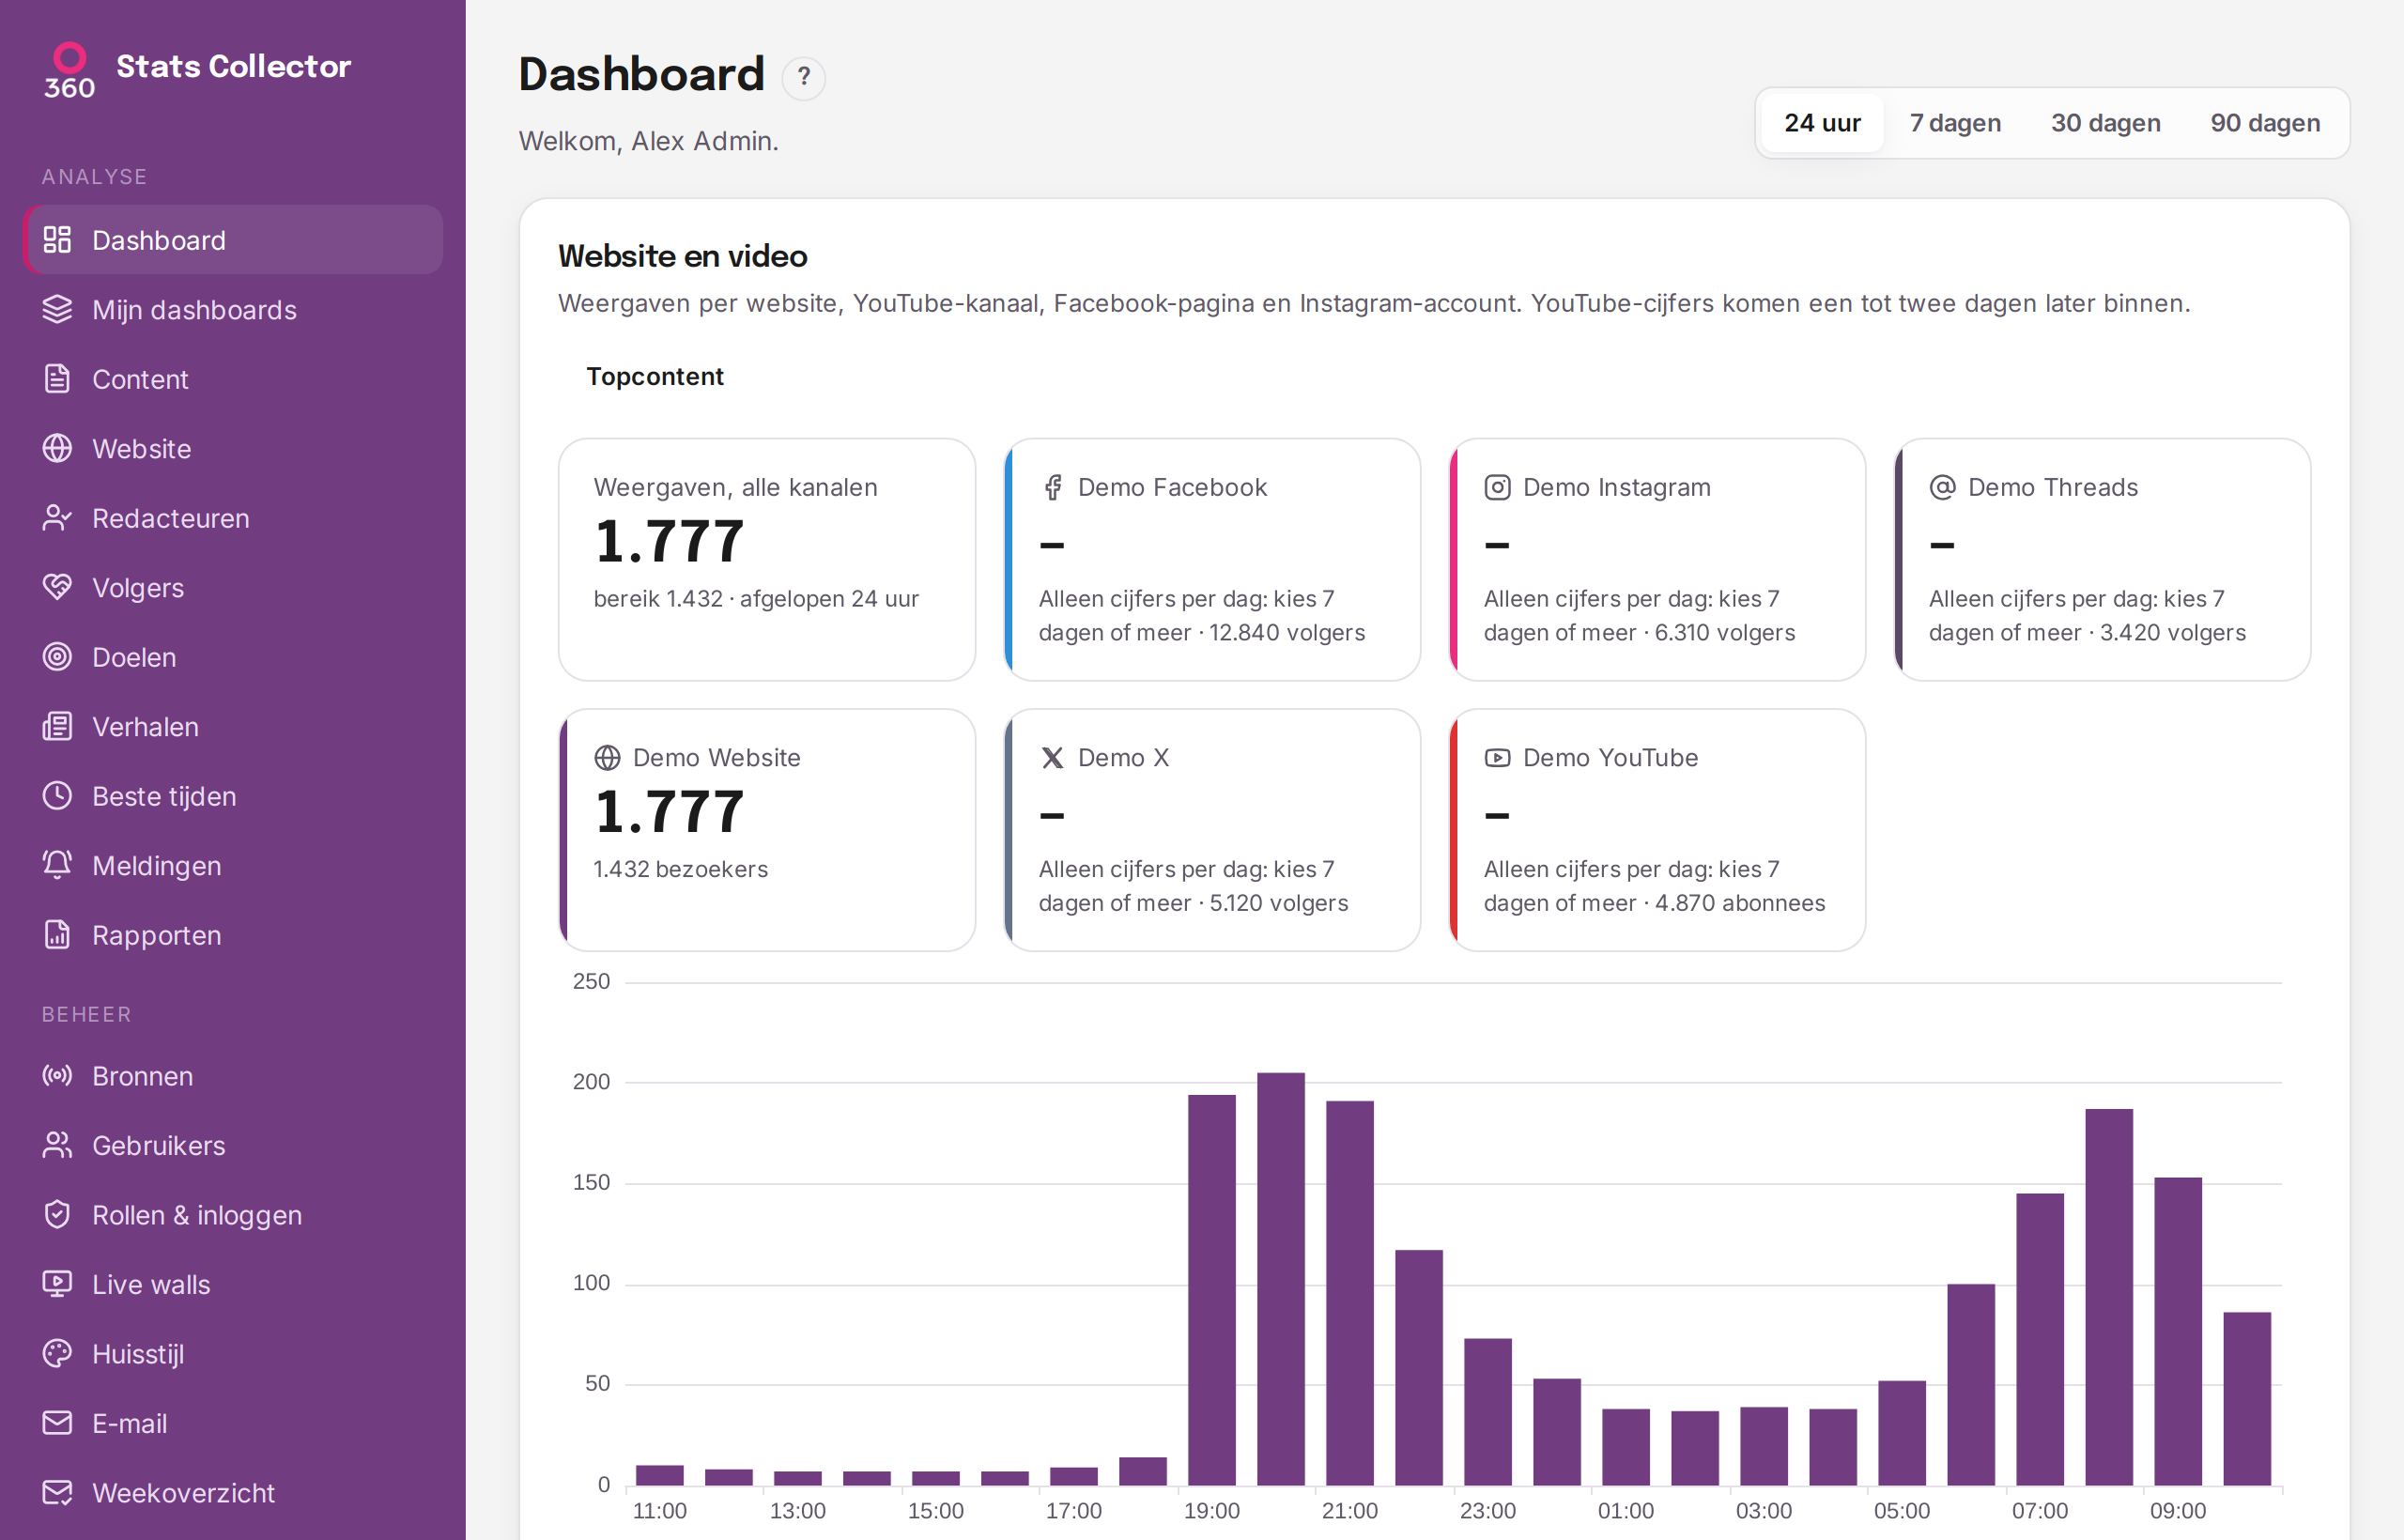 360
Stats Collector
ANALYSE
Dashboard
Mijn dashboards
Content
Website
Redacteuren
Volgers
Doelen
Verhalen
Beste tijden
Meldingen
Rapporten
BEHEER
Bronnen
Gebruikers
Rollen & inloggen
Live walls
Huisstijl
E-mail
Weekoverzicht
Dashboard ?
Welkom, Alex Admin.
24 uur 7 dagen 30 dagen 90 dagen
Website en video
Weergaven per website, YouTube-kanaal, Facebook-pagina en Instagram-account. YouTube-cijfers komen een tot twee dagen later binnen.
Topcontent
Weergaven, alle kanalen
1.777
bereik 1.432 · afgelopen 24 uur
Demo Facebook
–
Alleen cijfers per dag: kies 7
dagen of meer · 12.840 volgers
Demo Instagram
–
Alleen cijfers per dag: kies 7
dagen of meer · 6.310 volgers
Demo Threads
–
Alleen cijfers per dag: kies 7
dagen of meer · 3.420 volgers
Demo Website
1.777
1.432 bezoekers
Demo X
–
Alleen cijfers per dag: kies 7
dagen of meer · 5.120 volgers
Demo YouTube
–
Alleen cijfers per dag: kies 7
dagen of meer · 4.870 abonnees
250
200
150
100
50
0
11:00 13:00 15:00 17:00 19:00 21:00 23:00 01:00 03:00 05:00 07:00 09:00